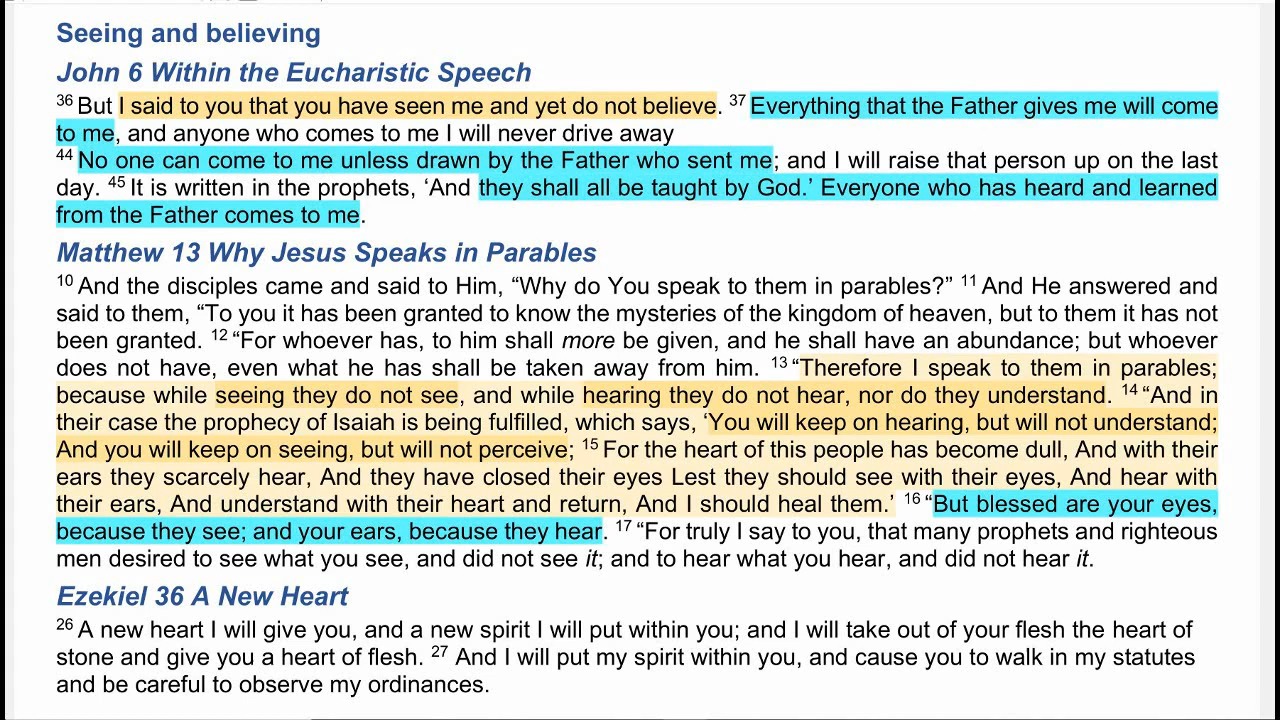 Seeing and believing
John 6 Within the Eucharistic Speech
36 But I said to you that you have seen me and yet do not believe. 37 Everything that the Father gives me will come
to me, and anyone who comes to me I will never drive away
44 No one can come to me unless drawn by the Father who sent me; and I will raise that person up on the last
day. 45 It is written in the prophets, ‘And they shall all be taught by God.’ Everyone who has heard and learned
from the Father comes to me.
Matthew 13 Why Jesus Speaks in Parables
10 And the disciples came and said to Him, “Why do You speak to them in parables?” 11 And He answered and
said to them, “To you it has been granted to know the mysteries of the kingdom of heaven, but to them it has not
been granted. 12 “For whoever has, to him shall more be given, and he shall have an abundance; but whoever
does not have, even what he has shall be taken away from him. 13 “Therefore I speak to them in parables;
because while seeing they do not see, and while hearing they do not hear, nor do they understand. 14 “And in
their case the prophecy of Isaiah is being fulfilled, which says, ‘You will keep on hearing, but will not understand;
And you will keep on seeing, but will not perceive; 15 For the heart of this people has become dull, And with their
ears they scarcely hear, And they have closed their eyes Lest they should see with their eyes, And hear with
their ears, And understand with their heart and return, And I should heal them.’ 16 “But blessed are your eyes,
because they see; and your ears, because they hear. 17 “For truly I say to you, that many prophets and righteous
men desired to see what you see, and did not see it; and to hear what you hear, and did not hear it.
Ezekiel 36 A New Heart
26 A new heart I will give you, and a new spirit I will put within you; and I will take out of your flesh the heart of
stone and give you a heart of flesh. 27 And I will put my spirit within you, and cause you to walk in my statutes
and be careful to observe my ordinances.